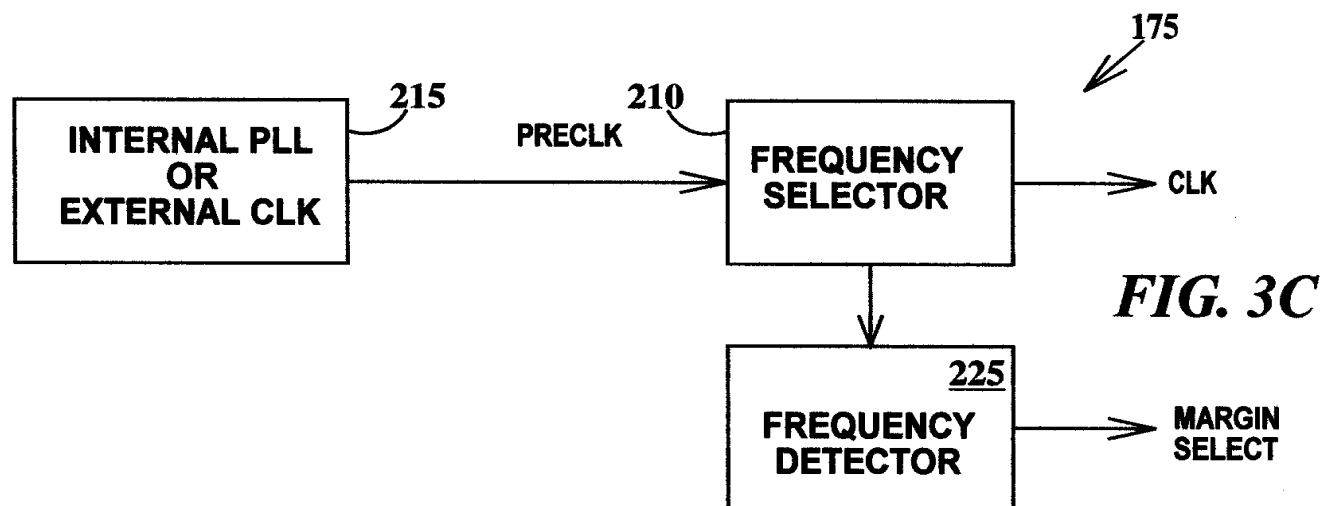 175
215
210
INTERNAL PLL
OR
EXTERNAL CLK
PRECLK
FREQUENCY
SELECTOR
CLK
FIG. 3C
225
FREQUENCY
DETECTOR
MARGIN
SELECT